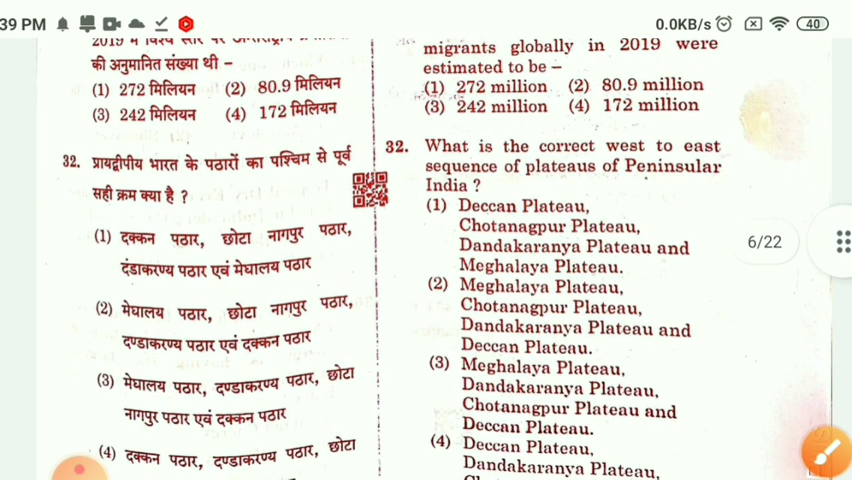 39 PM
0.0KB/s
40
की अनुमानित संख्या थी –
(1) 272 मिलियन (2) 80.9 मिलियन
(3) 242 मिलियन (4) 172 मिलियन
32. प्रायद्वीपीय भारत के पठारों का पश्चिम से पूर्व
सही क्रम क्या है ?
(1) दक्कन पठार, छोटा नागपुर पठार,
दंडाकरण्य पठार एवं मेघालय पठार
(2) मेघालय पठार, छोटा नागपुर पठार,
दण्डाकरण्य पठार एवं दक्कन पठार
(3) मेघालय पठार, दण्डाकरण्य पठार, छोटा
नागपुर पठार एवं दक्कन पठार
(4) दक्कन पठार, दण्डाकरण्य पठार, छोटा
migrants globally in 2019 were
estimated to be –
(1) 272 million (2) 80.9 million
(3) 242 million (4) 172 million
32. What is the correct west to east
sequence of plateaus of Peninsular
India ?
(1) Deccan Plateau,
Chotanagpur Plateau,
Dandakaranya Plateau and
Meghalaya Plateau.
(2) Meghalaya Plateau,
Chotanagpur Plateau,
Dandakaranya Plateau and
Deccan Plateau.
(3) Meghalaya Plateau,
Dandakaranya Plateau,
Chotanagpur Plateau and
Deccan Plateau.
(4) Deccan Plateau,
Dandakaranya Plateau,
6/22